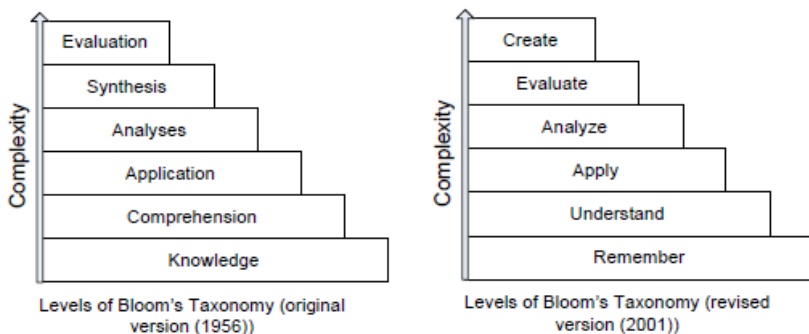 Complexity
Evaluation
Synthesis
Analyses
Application
Comprehension
Knowledge
Levels of Bloom's Taxonomy (original
version (1956))
Complexity
Create
Evaluate
Analyze
Apply
Understand
Remember
Levels of Bloom's Taxonomy (revised
version (2001))